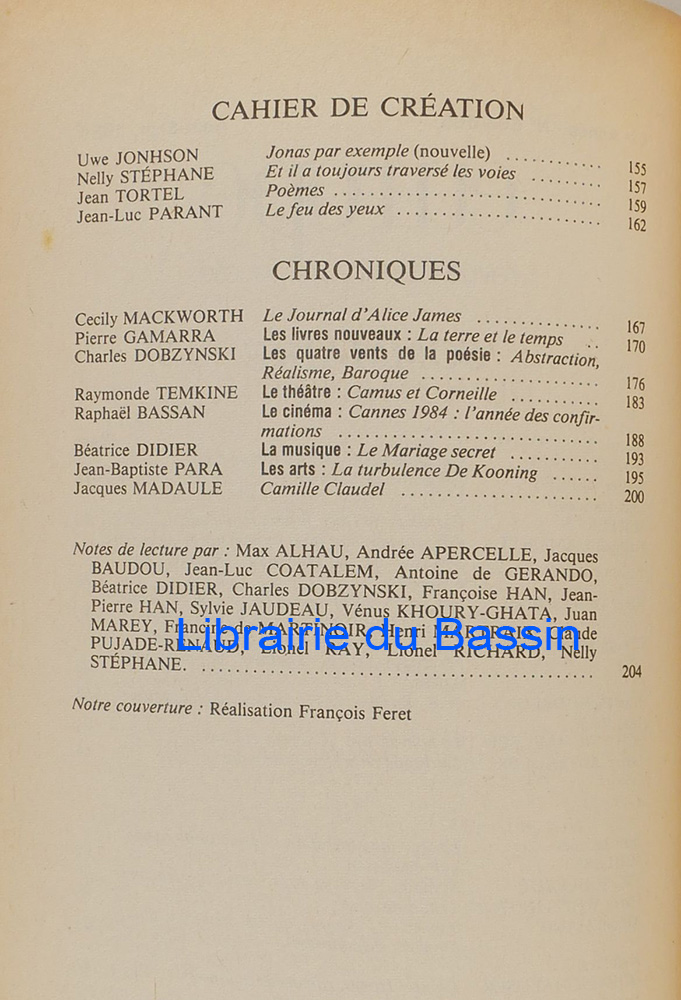 CAHIER DE CRÉATION
Uwe JONHSON Jonas par exemple (nouvelle) ............ 155
Nelly STÉPHANE Et il a toujours traversé les voies ......... 157
Jean TORTEL Poèmes .................................. 159
Jean-Luc PARANT Le feu des yeux .......................... 162
CHRONIQUES
Cecily MACKWORTH Le Journal d'Alice James ............... 167
Pierre GAMARRA Les livres nouveaux : La terre et le temps .. 170
Charles DOBZYNSKI Les quatre vents de la poésie : Abstraction,
Réalisme, Baroque ...................... 176
Raymonde TEMKINE Le théâtre : Camus et Corneille ........... 183
Raphaël BASSAN Le cinéma : Cannes 1984 : l'année des confir-
mations ................................ 188
Béatrice DIDIER La musique : Le Mariage secret ........... 193
Jean-Baptiste PARA Les arts : La turbulence De Kooning ...... 195
Jacques MADAULE Camille Claudel ........................ 200
Notes de lecture par : Max ALHAU, Andrée APERCELLE, Jacques
BAUDOU, Jean-Luc COATALEM, Antoine de GERANDO,
Béatrice DIDIER, Charles DOBZYNSKI, Françoise HAN, Jean-
Pierre HAN, Sylvie JAUDEAU, Vénus KHOURY-GHATA, Juan
MAREY, Francine de MARTINOIR, Henri Claude
Librairie du Bassin
PUJADE-RENAUD, Lionel RAY, Lionel RICHARD, Nelly
STÉPHANE. ................................................ 204
Notre couverture : Réalisation François Feret